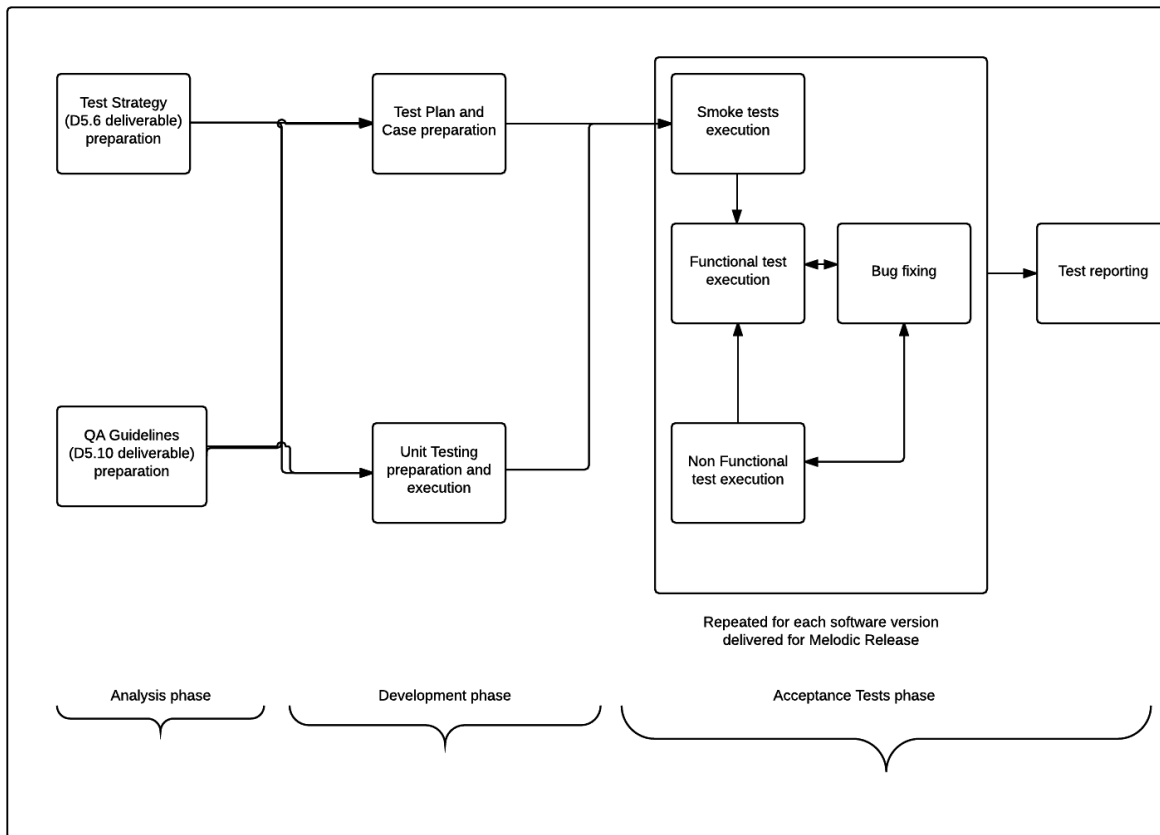 Test Strategy
(D5.6 deliverable)
preparation
Test Plan and
Case preparation
Smoke tests
execution
Functional test
execution
Bug fixing
Test reporting
QA Guidelines
(D5.10 deliverable)
preparation
Unit Testing
preparation and
execution
Non Functional
test execution
Repeated for each software version
delivered for Melodic Release
Analysis phase
Development phase
Acceptance Tests phase